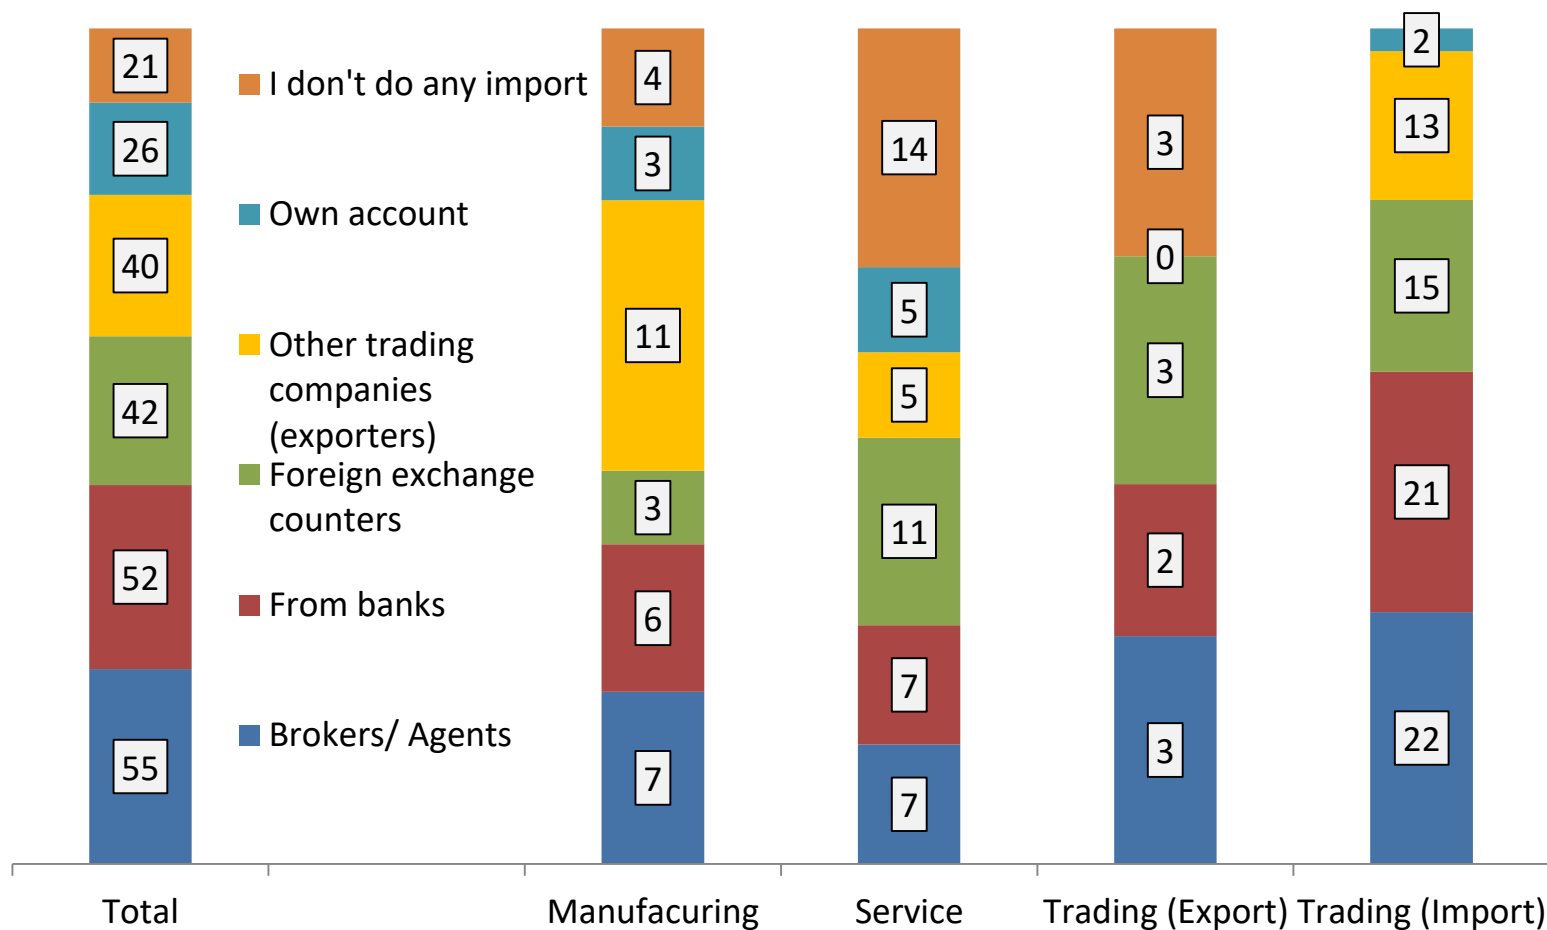 21
26
40
42
52
55
I don't do any import
Own account
Other trading
companies
(exporters)
Foreign exchange
counters
From banks
Brokers/ Agents
4
3
11
3
6
7
14
5
5
11
7
7
3
0
3
2
3
2
13
15
21
22
Total
Manufacuring
Service
Trading (Export)
Trading (Import)